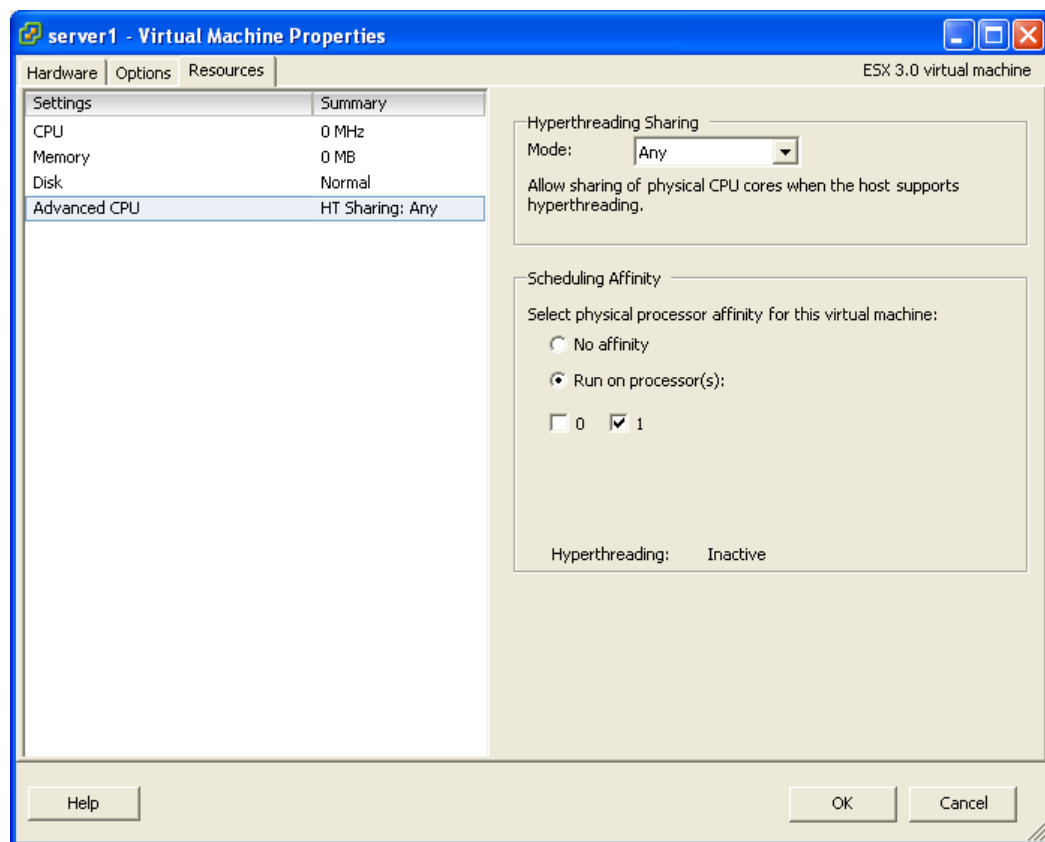 server1 - Virtual Machine Properties
Hardware Options Resources ESX 3.0 virtual machine
Settings Summary
CPU 0 MHz
Memory 0 MB
Disk Normal
Advanced CPU HT Sharing: Any
Hyperthreading Sharing
Mode: Any
Allow sharing of physical CPU cores when the host supports
hyperthreading.
Scheduling Affinity
Select physical processor affinity for this virtual machine:
No affinity
Run on processor(s):
0 1
Hyperthreading: Inactive
Help OK Cancel